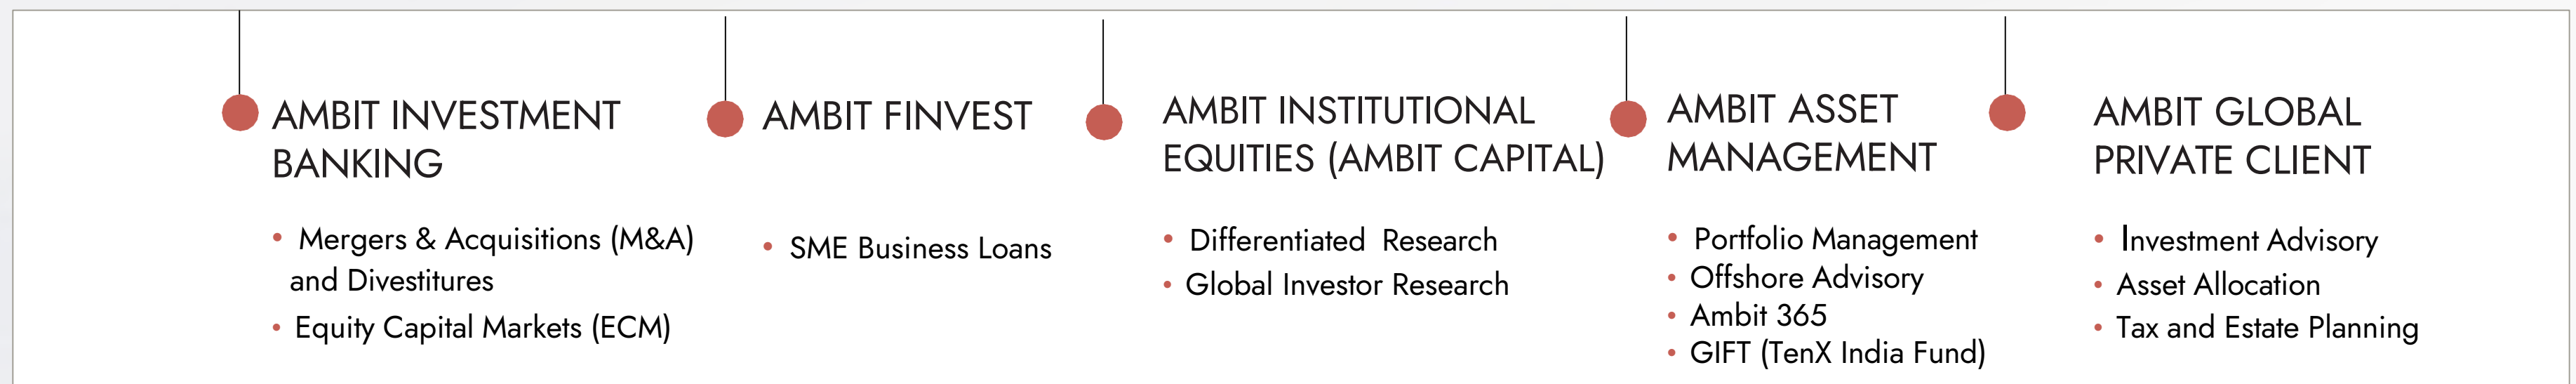 AMBIT INVESTMENT
BANKING
• Mergers & Acquisitions (M&A)
and Divestitures
• Equity Capital Markets (ECM)
AMBIT FINVEST
• SME Business Loans
AMBIT INSTITUTIONAL
EQUITIES (AMBIT CAPITAL)
• Differentiated Research
• Global Investor Research
AMBIT ASSET
MANAGEMENT
• Portfolio Management
• Offshore Advisory
• Ambit 365
• GIFT (TenX India Fund)
AMBIT GLOBAL
PRIVATE CLIENT
• Investment Advisory
• Asset Allocation
• Tax and Estate Planning